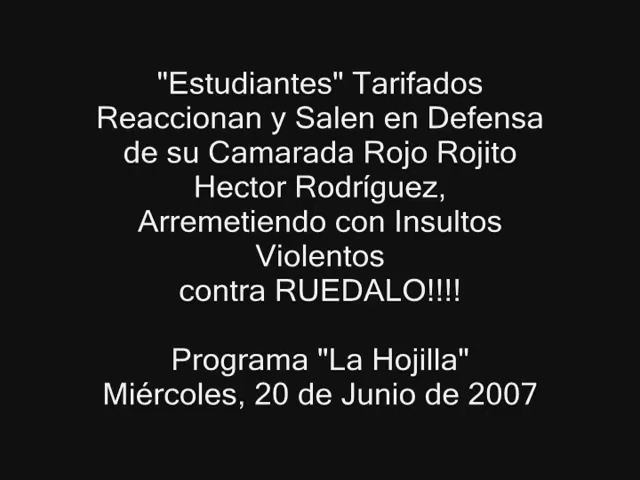 "Estudiantes" Tarifados
Reaccionan y Salen en Defensa
de su Camarada Rojo Rojito
Hector Rodríguez,
Arremetiendo con Insultos
Violentos
contra RUEDALO!!!!
Programa "La Hojilla"
Miércoles, 20 de Junio de 2007